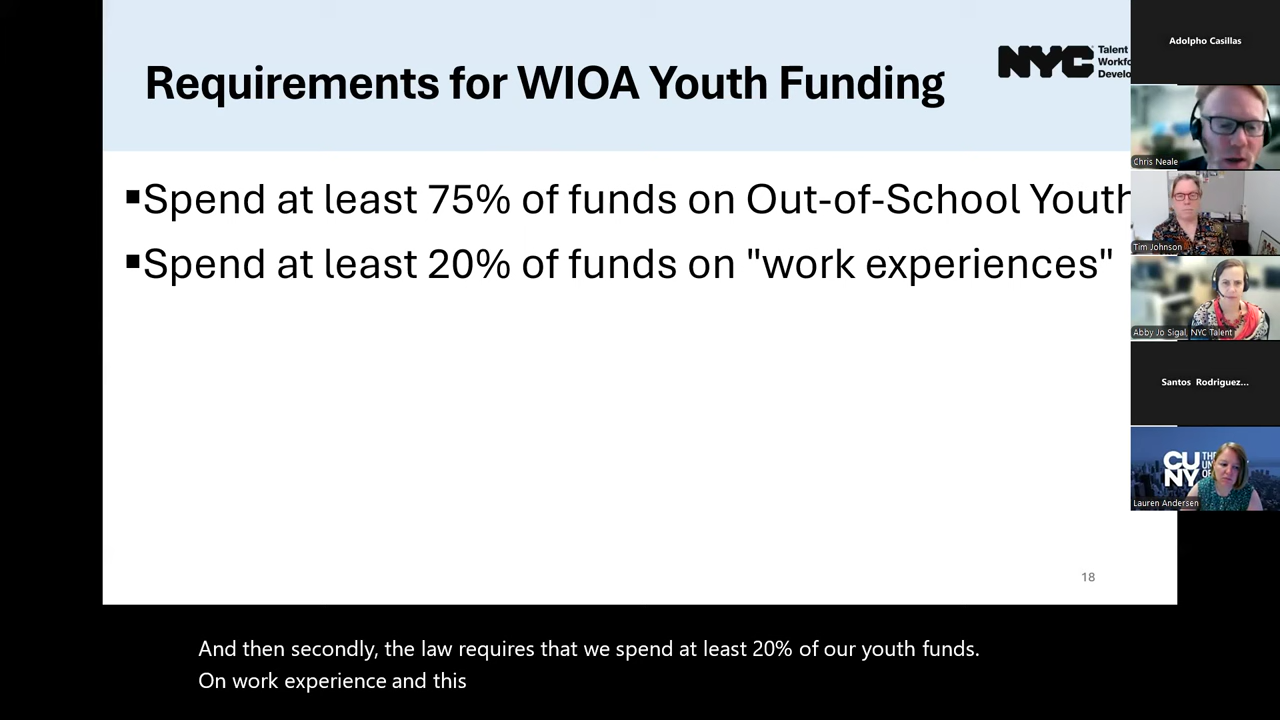 Requirements for WIOA Youth Funding
NYC Talent
▪Spend at least 75% of funds on Out-of-School Youth
▪Spend at least 20% of funds on "work experiences"
18
And then secondly, the law requires that we spend at least 20% of our youth funds.
On work experience and this
Adolpho Casillas
Chris Neale
Tim Johnson
Abby Jo Sigal, NYC Talent
Santos Rodriguez...
CUNY
Lauren Andersen